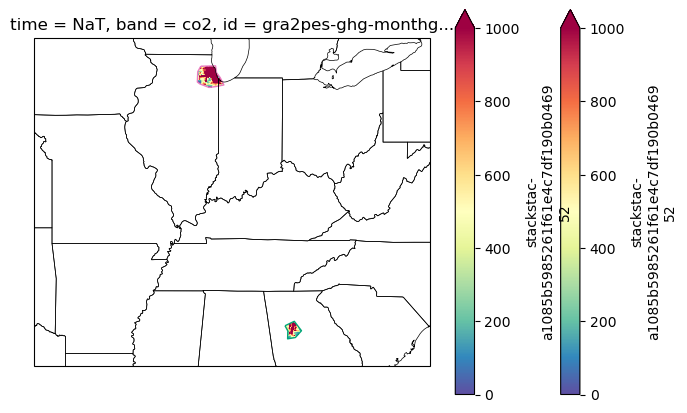 time = NaT, band = co2, id = gra2pes-ghg-monthg...
1000
800
600
400
200
0
stackstac-
a1085b5985261f61e4c7df190b0469
52
1000
800
600
400
200
0
stackstac-
a1085b5985261f61e4c7df190b0469
52